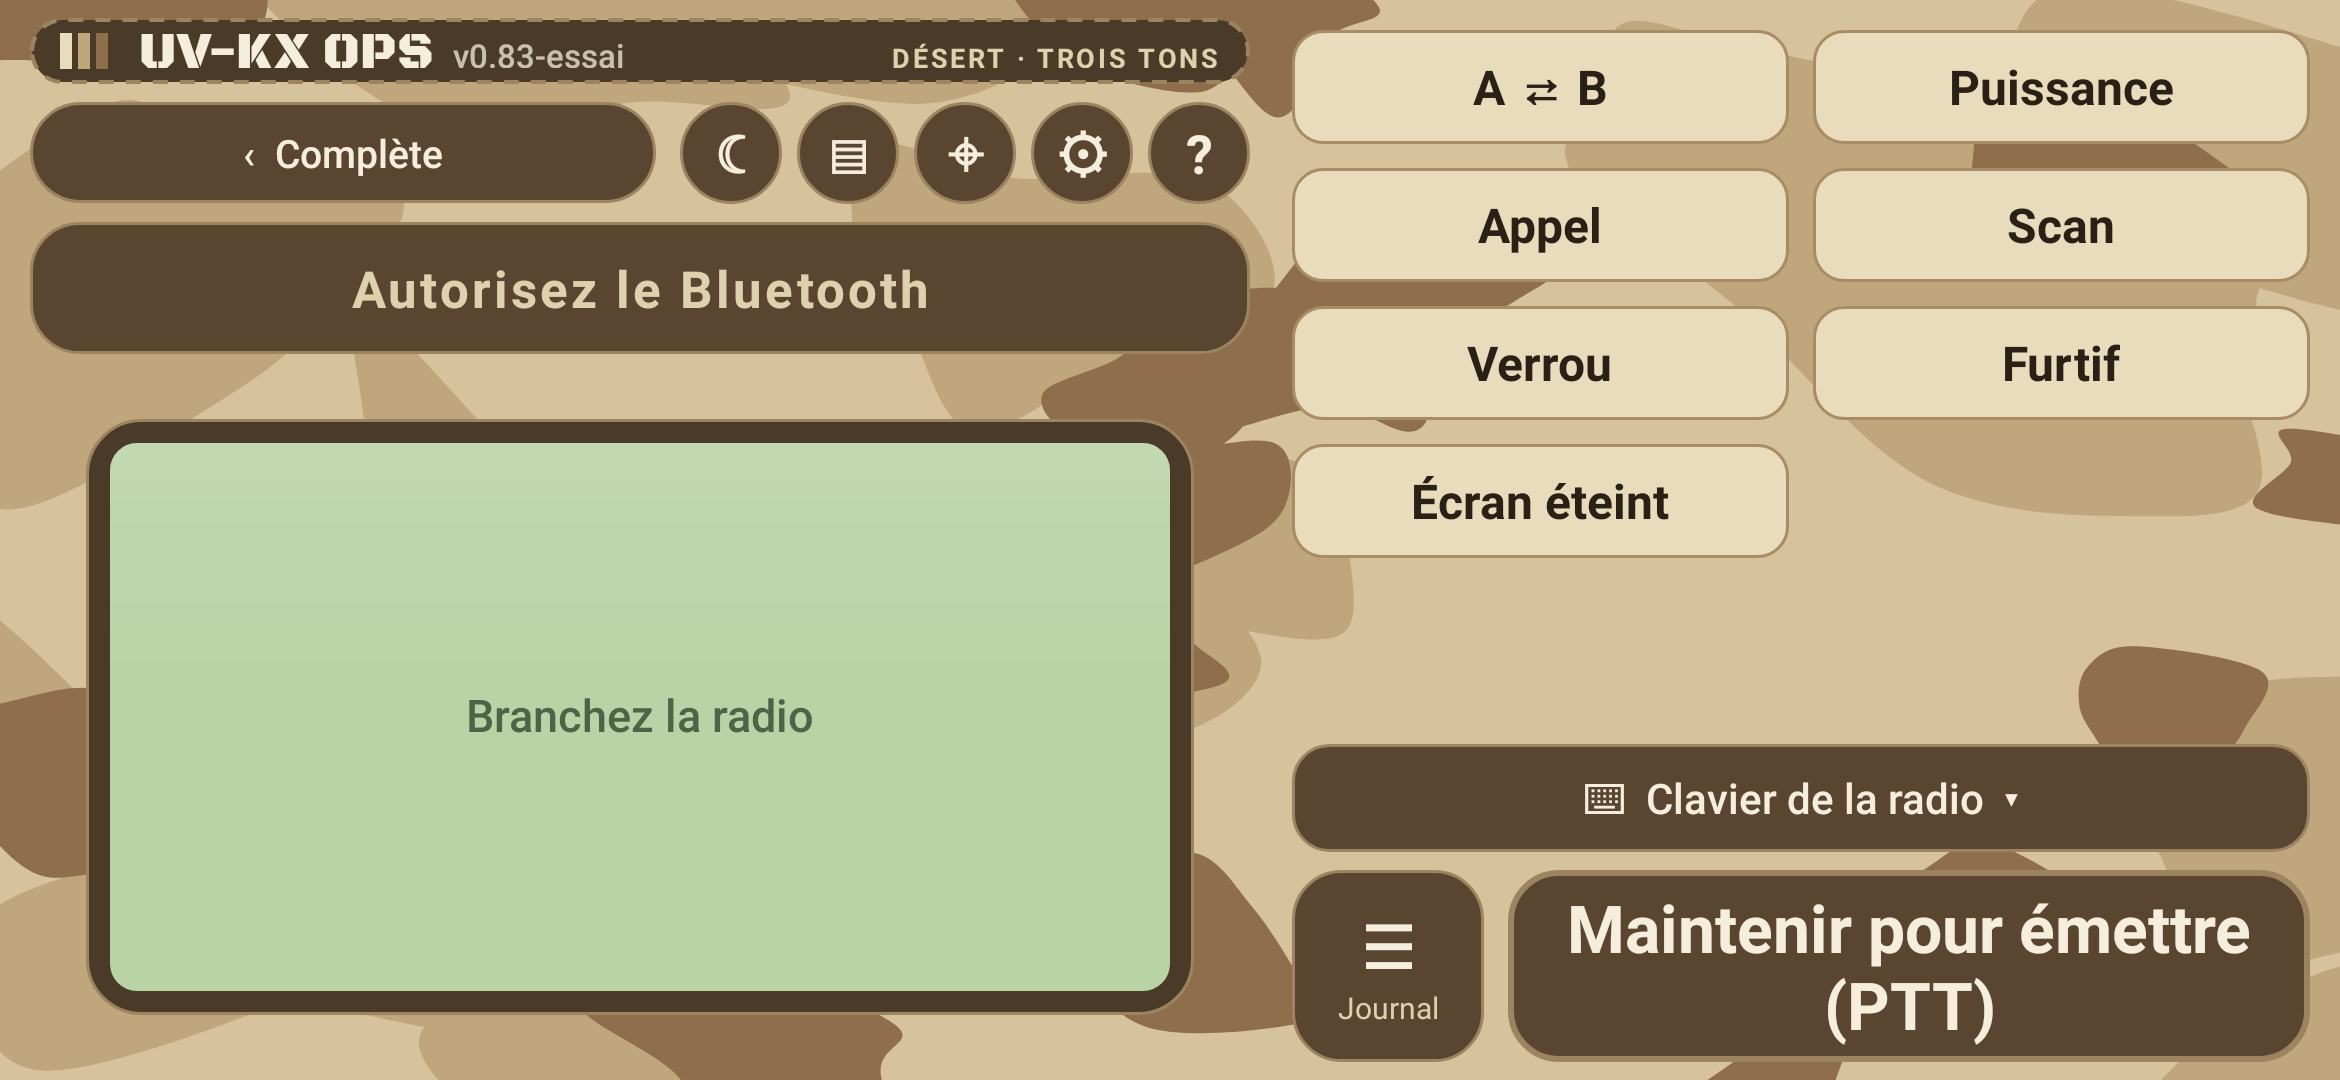 UV-KX OPS v0.83-essai DÉSERT · TROIS TONS
‹ Complète
?
Autorisez le Bluetooth
Branchez la radio
A ⇄ B
Puissance
Appel
Scan
Verrou
Furtif
Écran éteint
Clavier de la radio ▾
Journal
Maintenir pour émettre
(PTT)